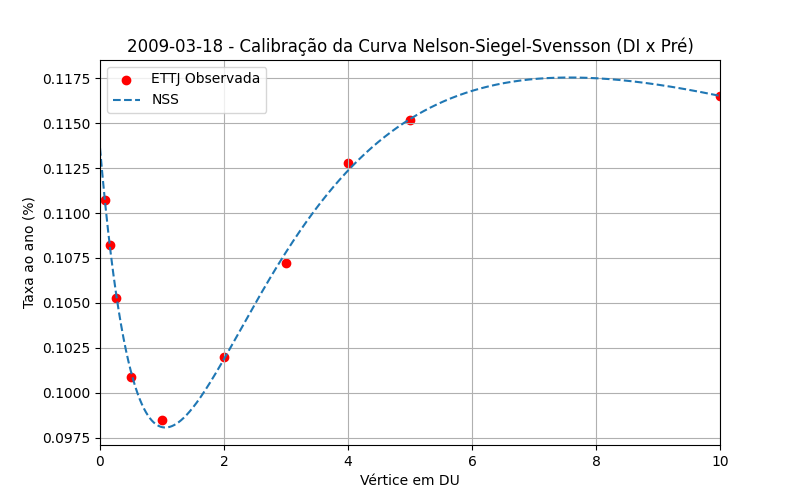 2009-03-18 - Calibração da Curva Nelson-Siegel-Svensson (DI x Pré)
ETTJ Observada
NSS
Taxa ao ano (%)
0.1175
0.1150
0.1125
0.1100
0.1075
0.1050
0.1025
0.1000
0.0975
0 2 4 6 8 10
Vértice em DU